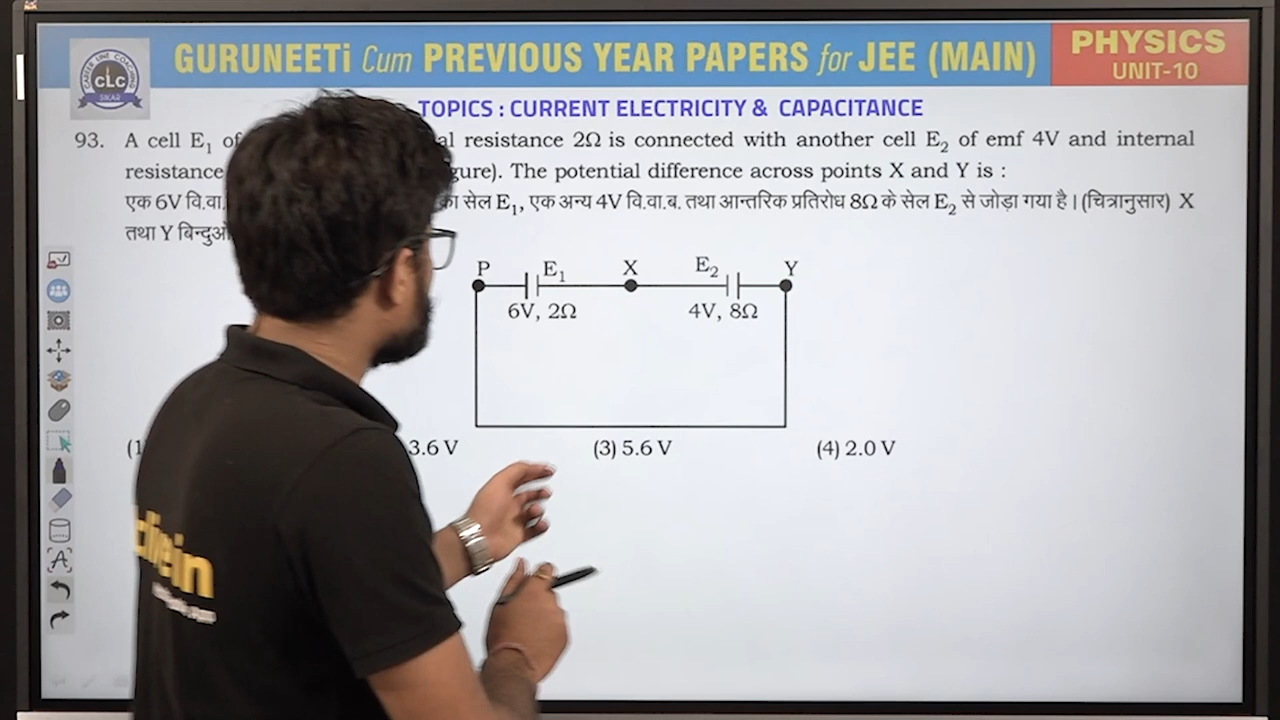 GURUNEETi Cum PREVIOUS YEAR PAPERS for JEE (MAIN)
PHYSICS
UNIT-10
CLC
SIKAR
TOPICS : CURRENT ELECTRICITY & CAPACITANCE
93. A cell E₁ of resistance 2Ω is connected with another cell E₂ of emf 4V and internal
resistance The potential difference across points X and Y is :
एक 6V वि.वा. का सेल E₁, एक अन्य 4V वि.वा.ब. तथा आन्तरिक प्रतिरोध 8Ω के सेल E₂ से जोड़ा गया है। (चित्रानुसार) X
तथा Y
P E₁ X E₂ Y
6V, 2Ω 4V, 8Ω
3.6 V (3) 5.6 V (4) 2.0 V